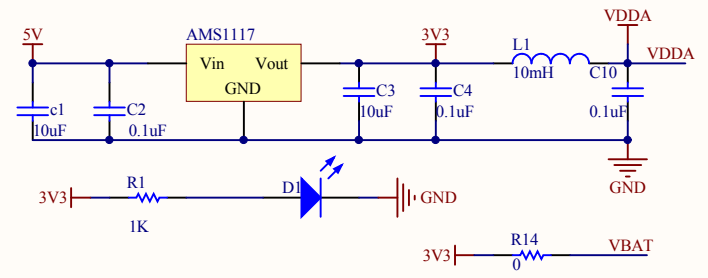 5V
AMS1117
Vin
Vout
GND
c1
10uF
C2
0.1uF
C3
10uF
3V3
C4
0.1uF
L1
10mH
C10
0.1uF
VDDA
VDDA
GND
3V3
R1
1K
D1
GND
3V3
R14
0
VBAT